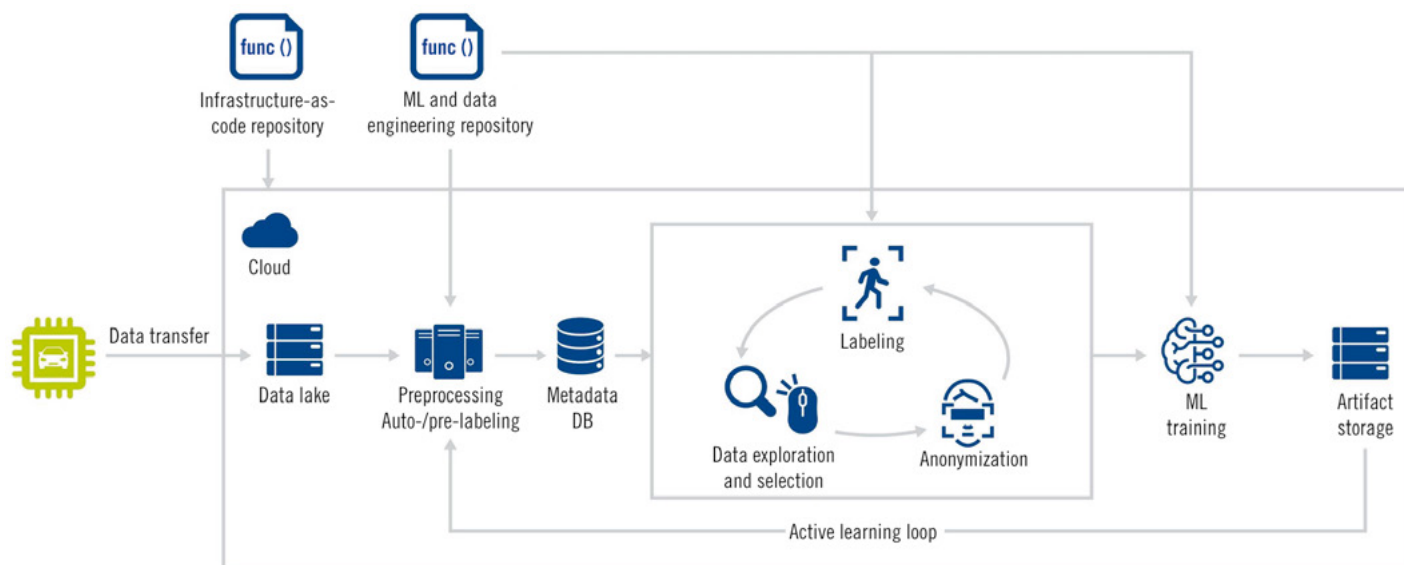 func ()
Infrastructure-as-
code repository
func ()
ML and data
engineering repository
Cloud
Data transfer
Data lake
Preprocessing
Auto-/pre-labeling
Metadata
DB
Labeling
Data exploration
and selection
Anonymization
ML
training
Artifact
storage
Active learning loop